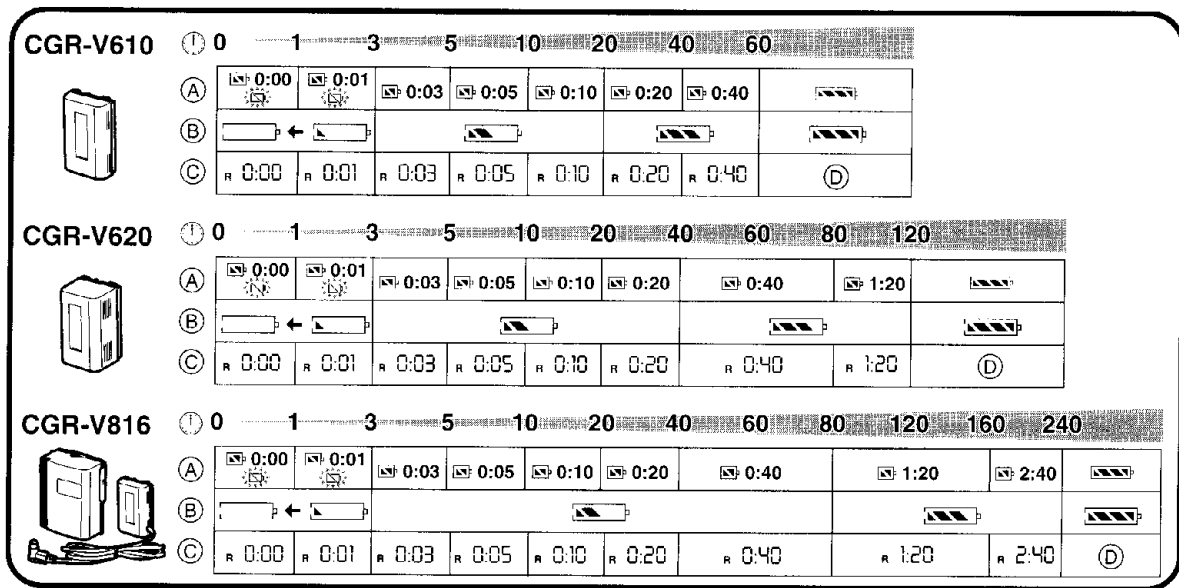 CGR-V610 0 1 3 5 10 20 40 60
A 0:00 0:01 0:03 0:05 0:10 0:20 0:40
B
C R 0:00 R 0:01 R 0:03 R 0:05 R 0:10 R 0:20 R 0:40 D
CGR-V620 0 1 3 5 10 20 40 60 80 120
A 0:00 0:01 0:03 0:05 0:10 0:20 0:40 1:20
B
C R 0:00 R 0:01 R 0:03 R 0:05 R 0:10 R 0:20 R 0:40 R 1:20 D
CGR-V816 0 1 3 5 10 20 40 60 80 120 160 240
A 0:00 0:01 0:03 0:05 0:10 0:20 0:40 1:20 2:40
B
C R 0:00 R 0:01 R 0:03 R 0:05 R 0:10 R 0:20 R 0:40 R 1:20 R 2:40 D